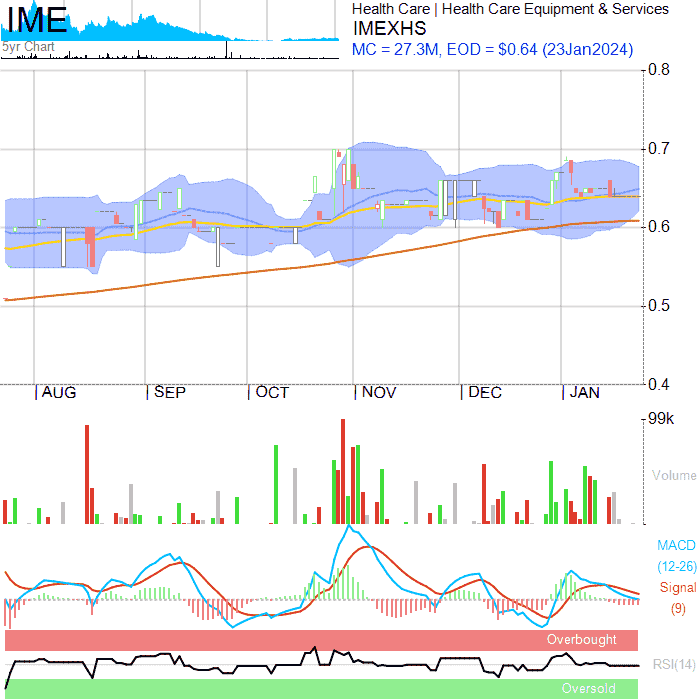 IME
Health Care | Health Care Equipment & Services
IMEXHS
5yr Chart
MC = 27.3M, EOD = $0.64 (23Jan2024)
0.8
0.7
0.6
0.5
0.4
| AUG | SEP | OCT | NOV | DEC | JAN
99k
Volume
MACD
(12-26)
Signal
(9)
Overbought
RSI(14)
Oversold